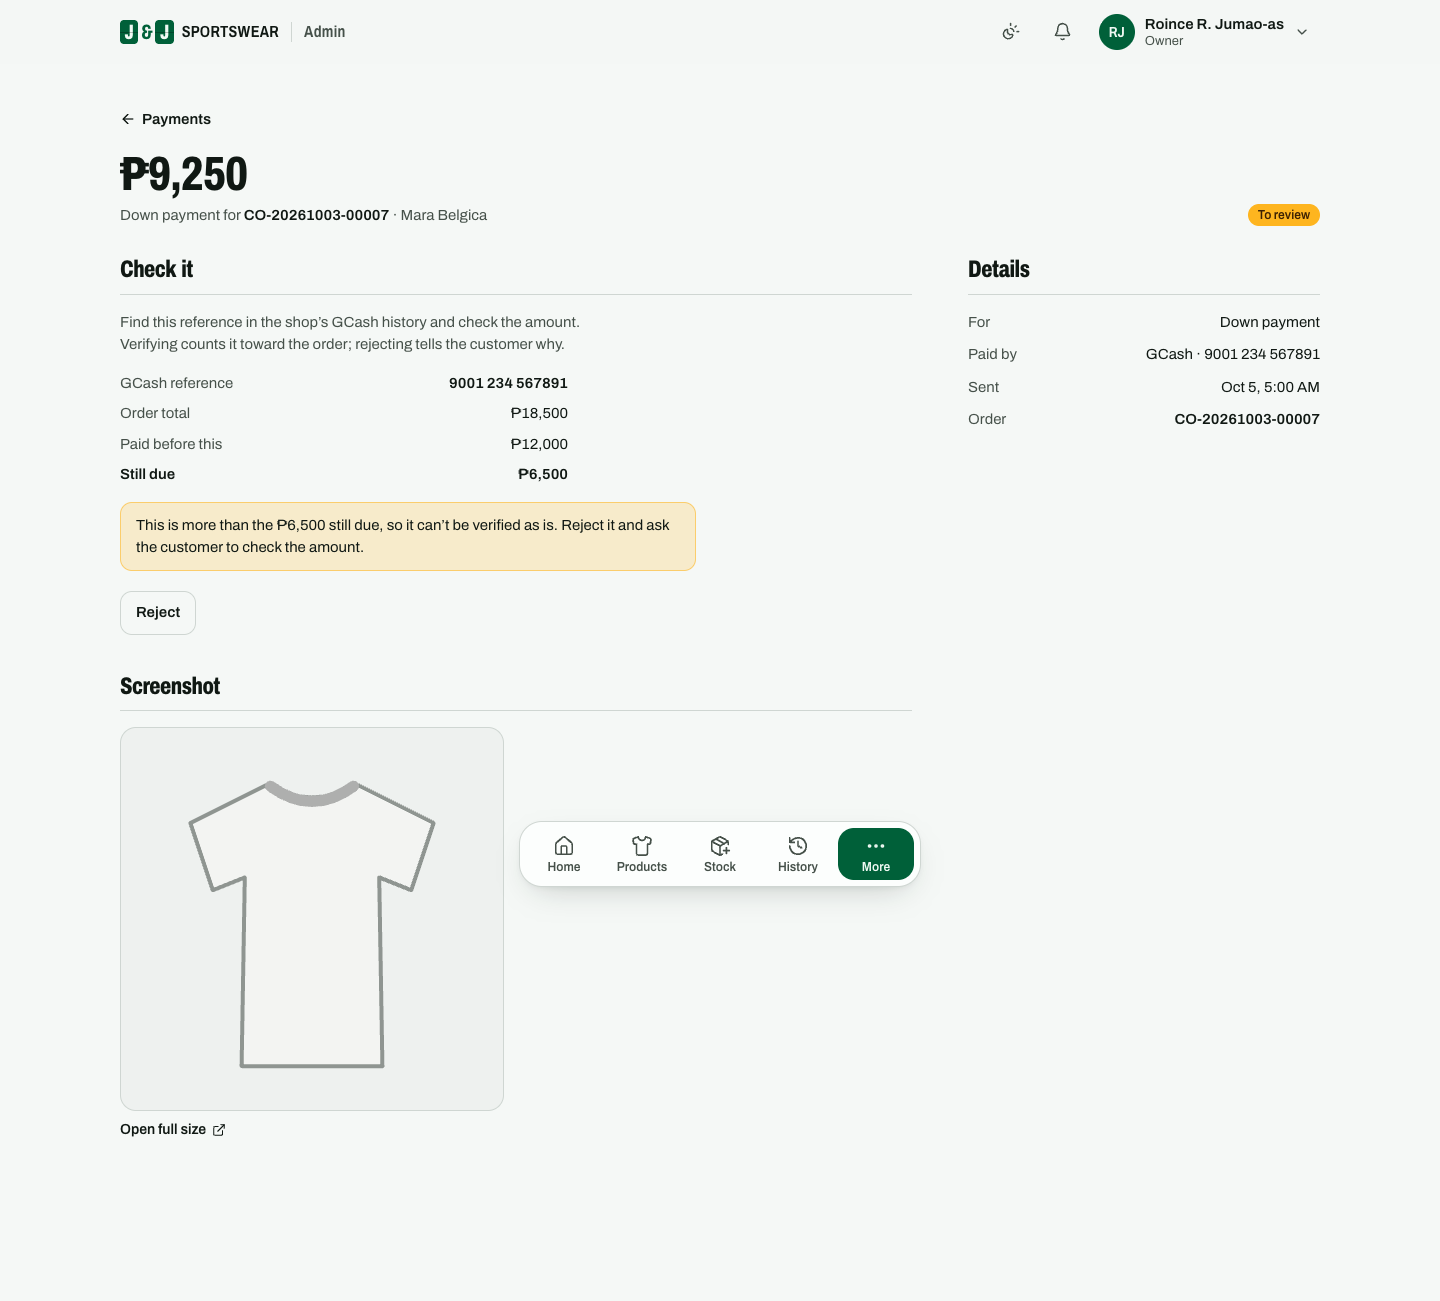 J & J SPORTSWEAR Admin
RJ
Roince R. Jumao-as
Owner
Payments
₱9,250
Down payment for CO-20261003-00007 · Mara Belgica
To review
Check it
Find this reference in the shop’s GCash history and check the amount.
Verifying counts it toward the order; rejecting tells the customer why.
GCash reference 9001 234 567891
Order total ₱18,500
Paid before this ₱12,000
Still due ₱6,500
This is more than the ₱6,500 still due, so it can’t be verified as is. Reject it and ask
the customer to check the amount.
Reject
Details
For Down payment
Paid by GCash · 9001 234 567891
Sent Oct 5, 5:00 AM
Order CO-20261003-00007
Screenshot
Home Products Stock History More
Open full size